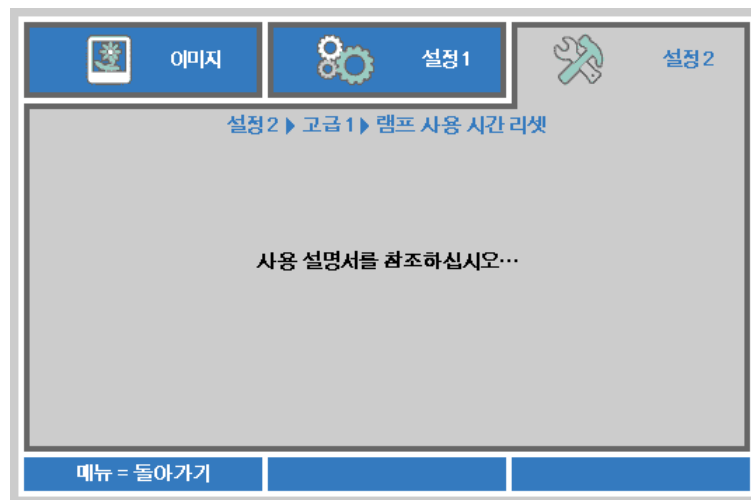 이미지
설정 1
설정 2
설정 2 ▶ 고급 1 ▶ 램프 사용 시간 리셋
사용 설명서를 참조하십시오…
메뉴 = 돌아가기